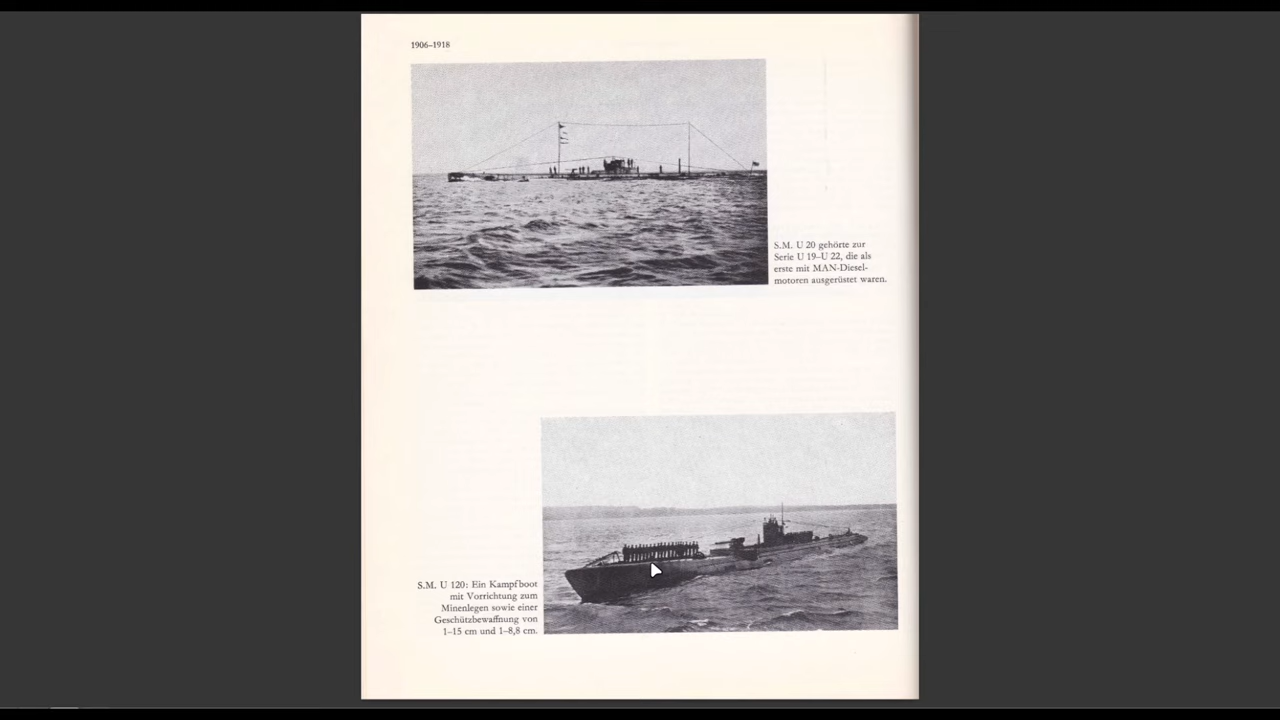 1906–1918
S.M. U 20 gehörte zur
Serie U 19–U 22, die als
erste mit MAN-Diesel-
motoren ausgerüstet waren.
S.M. U 120: Ein Kampfboot
mit Vorrichtung zum
Minenlegen sowie einer
Geschützbewaffnung von
1–15 cm und 1–8,8 cm.